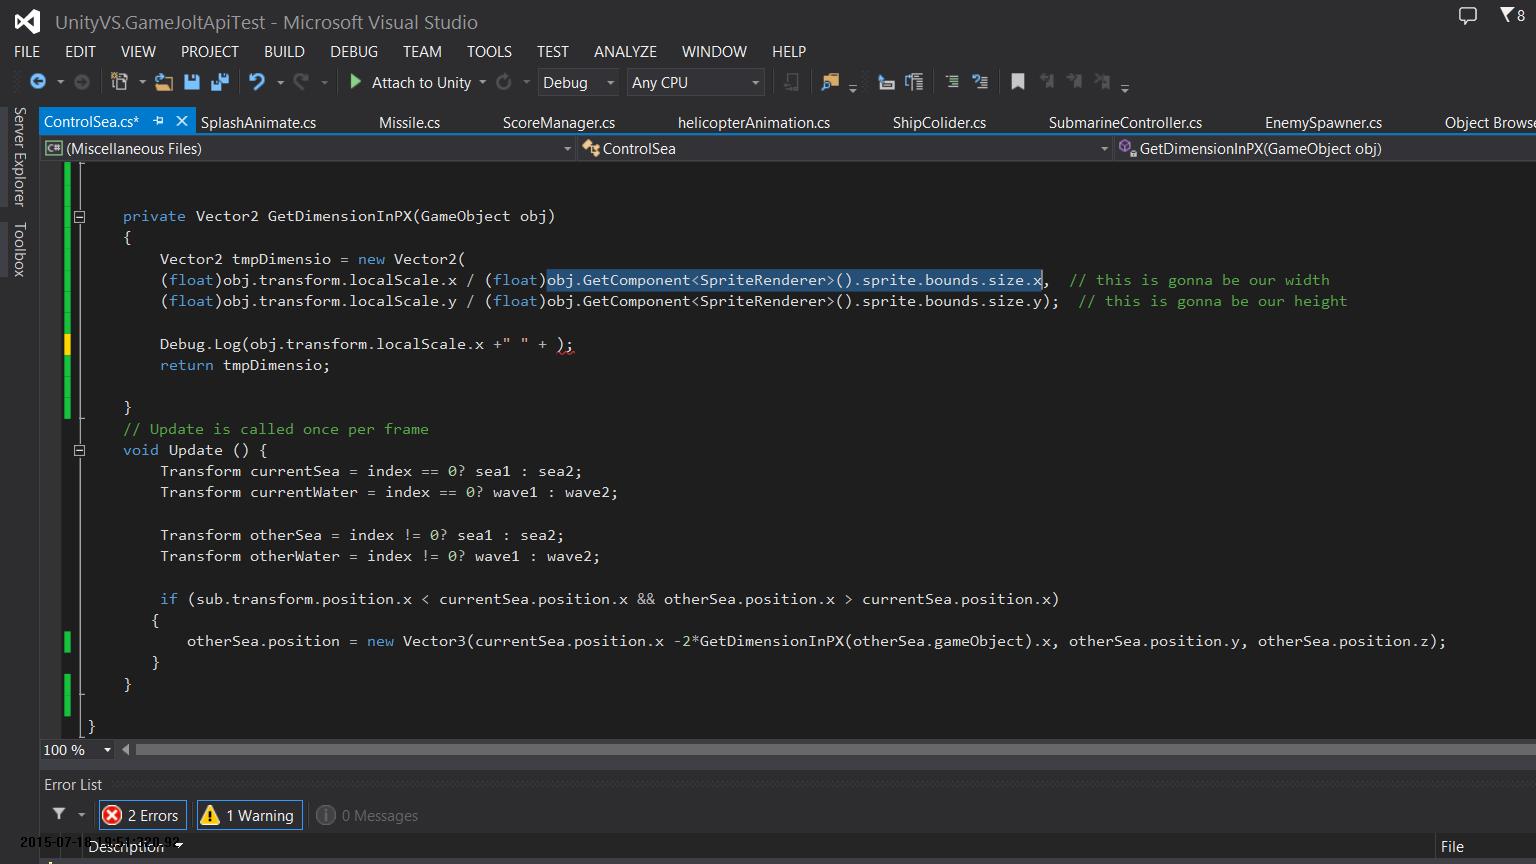 UnityVS.GameJoltApiTest - Microsoft Visual Studio
8
FILE EDIT VIEW PROJECT BUILD DEBUG TEAM TOOLS TEST ANALYZE WINDOW HELP
Attach to Unity Debug Any CPU
Server Explorer
Toolbox
ControlSea.cs* SplashAnimate.cs Missile.cs ScoreManager.cs helicopterAnimation.cs ShipColider.cs SubmarineController.cs EnemySpawner.cs Object Brows
C# (Miscellaneous Files) ControlSea GetDimensionInPX(GameObject obj)
private Vector2 GetDimensionInPX(GameObject obj)
{
Vector2 tmpDimensio = new Vector2(
(float)obj.transform.localScale.x / (float)obj.GetComponent<SpriteRenderer>().sprite.bounds.size.x, // this is gonna be our width
(float)obj.transform.localScale.y / (float)obj.GetComponent<SpriteRenderer>().sprite.bounds.size.y); // this is gonna be our height
Debug.Log(obj.transform.localScale.x +" " + );
return tmpDimensio;
}
// Update is called once per frame
void Update () {
Transform currentSea = index == 0? sea1 : sea2;
Transform currentWater = index == 0? wave1 : wave2;
Transform otherSea = index != 0? sea1 : sea2;
Transform otherWater = index != 0? wave1 : wave2;
if (sub.transform.position.x < currentSea.position.x && otherSea.position.x > currentSea.position.x)
{
otherSea.position = new Vector3(currentSea.position.x -2*GetDimensionInPX(otherSea.gameObject).x, otherSea.position.y, otherSea.position.z);
}
}
}
100 %
Error List
2 Errors 1 Warning 0 Messages
Description File